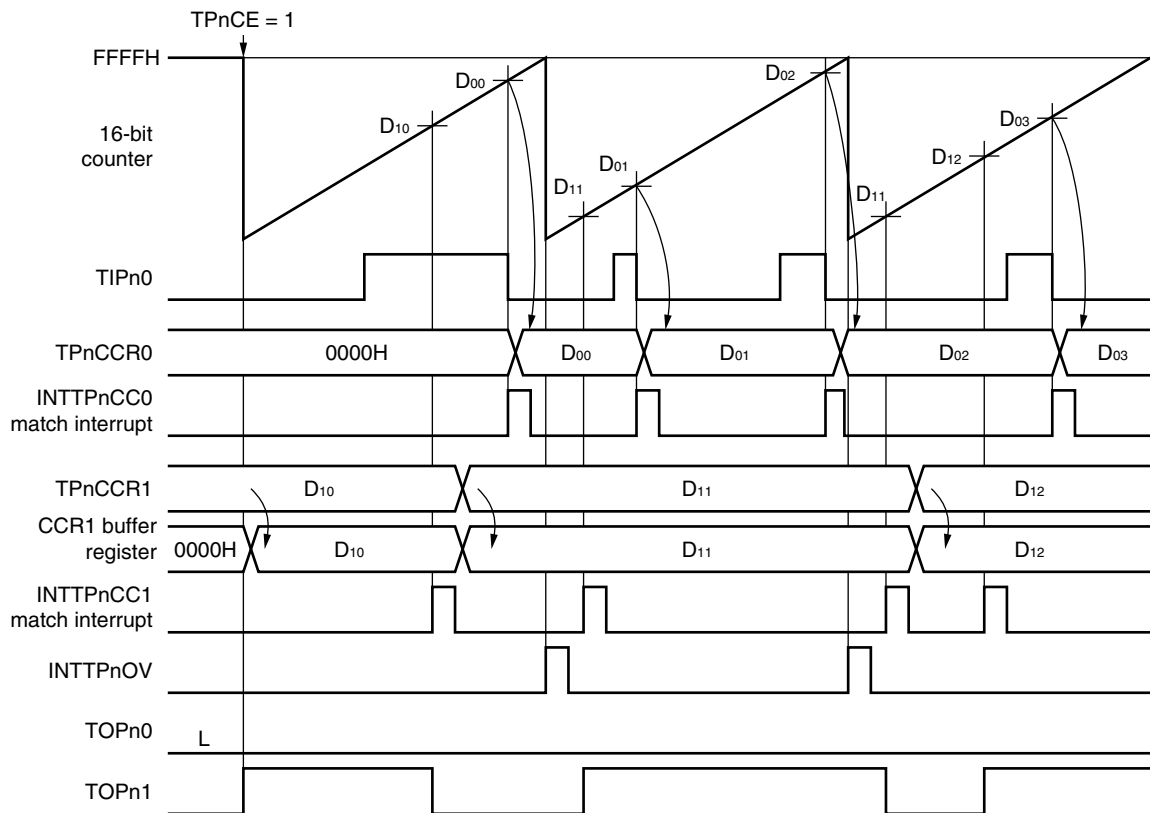 TPnCE = 1
FFFFH
16-bit
counter
D10
D00
D11
D01
D02
D11
D12
D03
TIPn0
TPnCCR0
0000H
D00
D01
D02
D03
INTTPnCC0
match interrupt
TPnCCR1
D10
D11
D12
CCR1 buffer
register
0000H
D10
D11
D12
INTTPnCC1
match interrupt
INTTPnOV
TOPn0
L
TOPn1